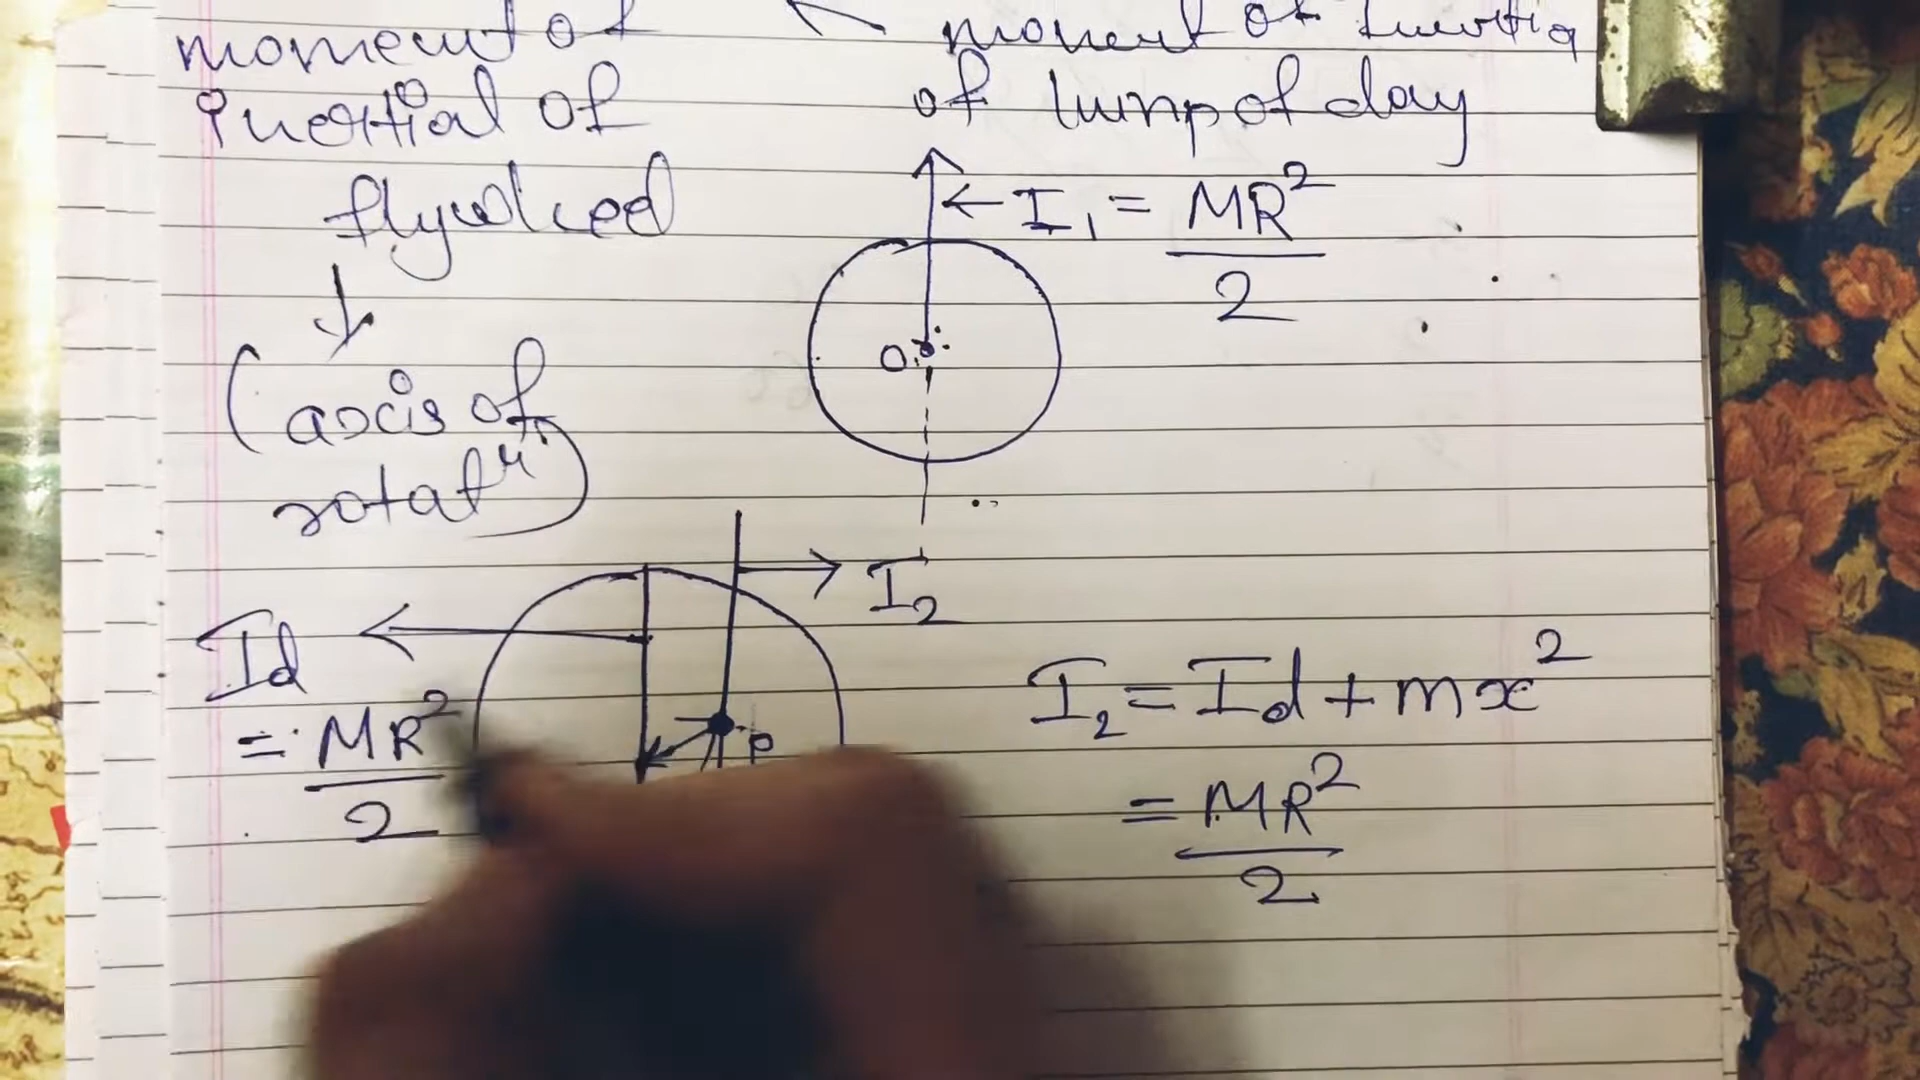 moment of
inertial of
flywheel
(axis of
rotatⁿ)
moment of Inertia
of lump of clay
I₁ = MR²/2
O
I₂
Id
= MR²/2
P
I₂ = Id + mx²
= MR²/2